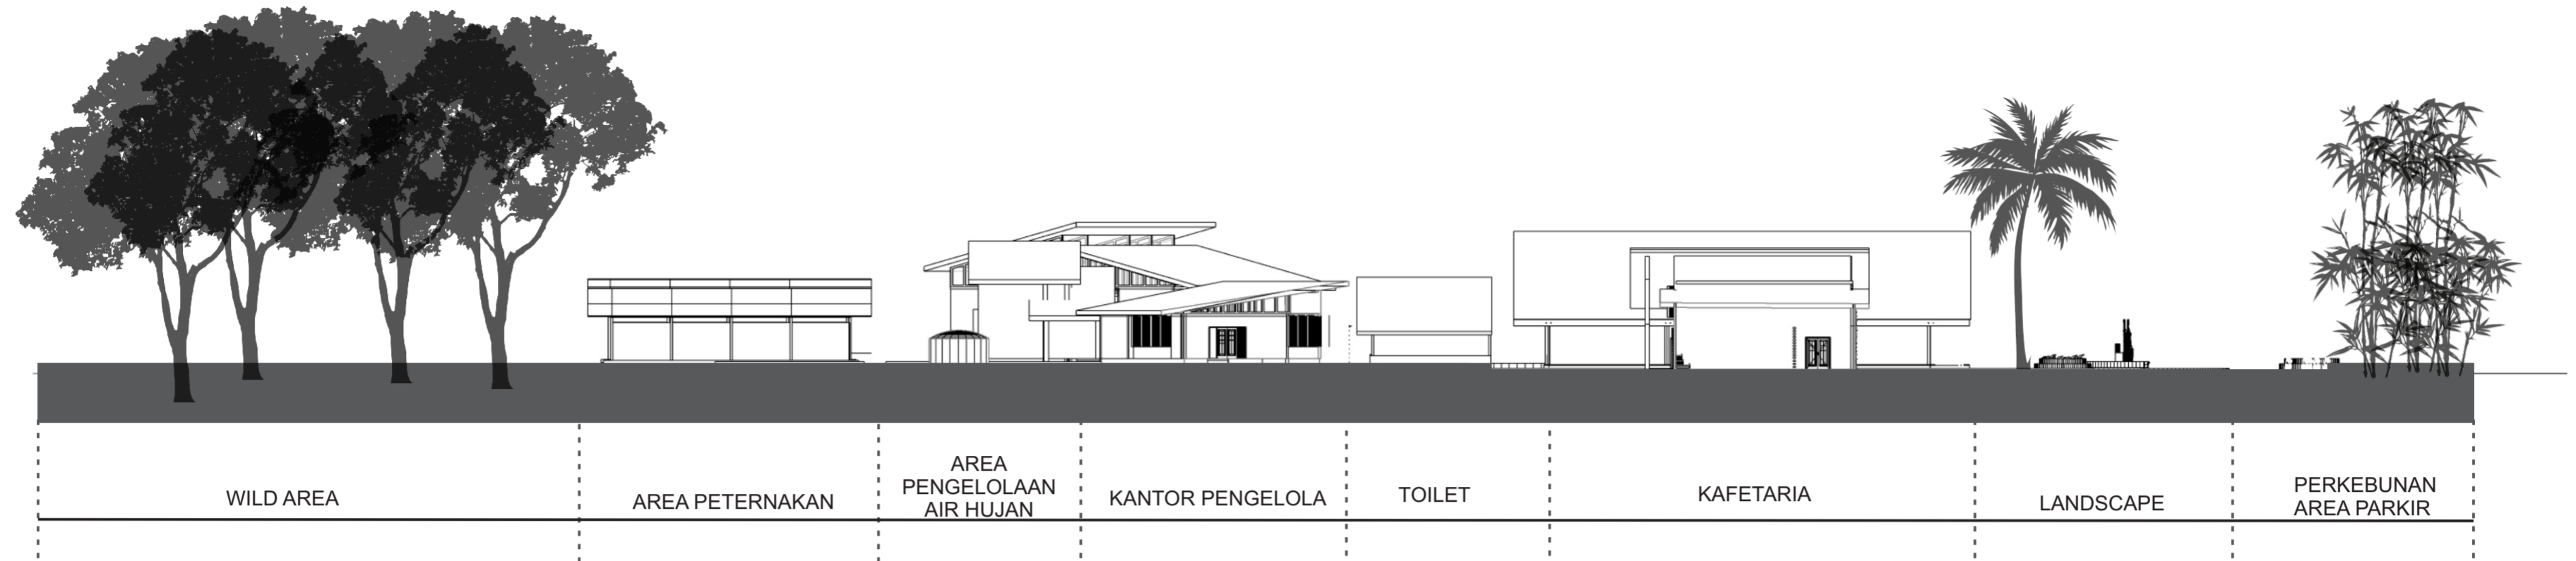 WILD AREA
AREA PETERNAKAN
AREA
PENGELOLAAN
AIR HUJAN
KANTOR PENGELOLA
TOILET
KAFETARIA
LANDSCAPE
PERKEBUNAN
AREA PARKIR